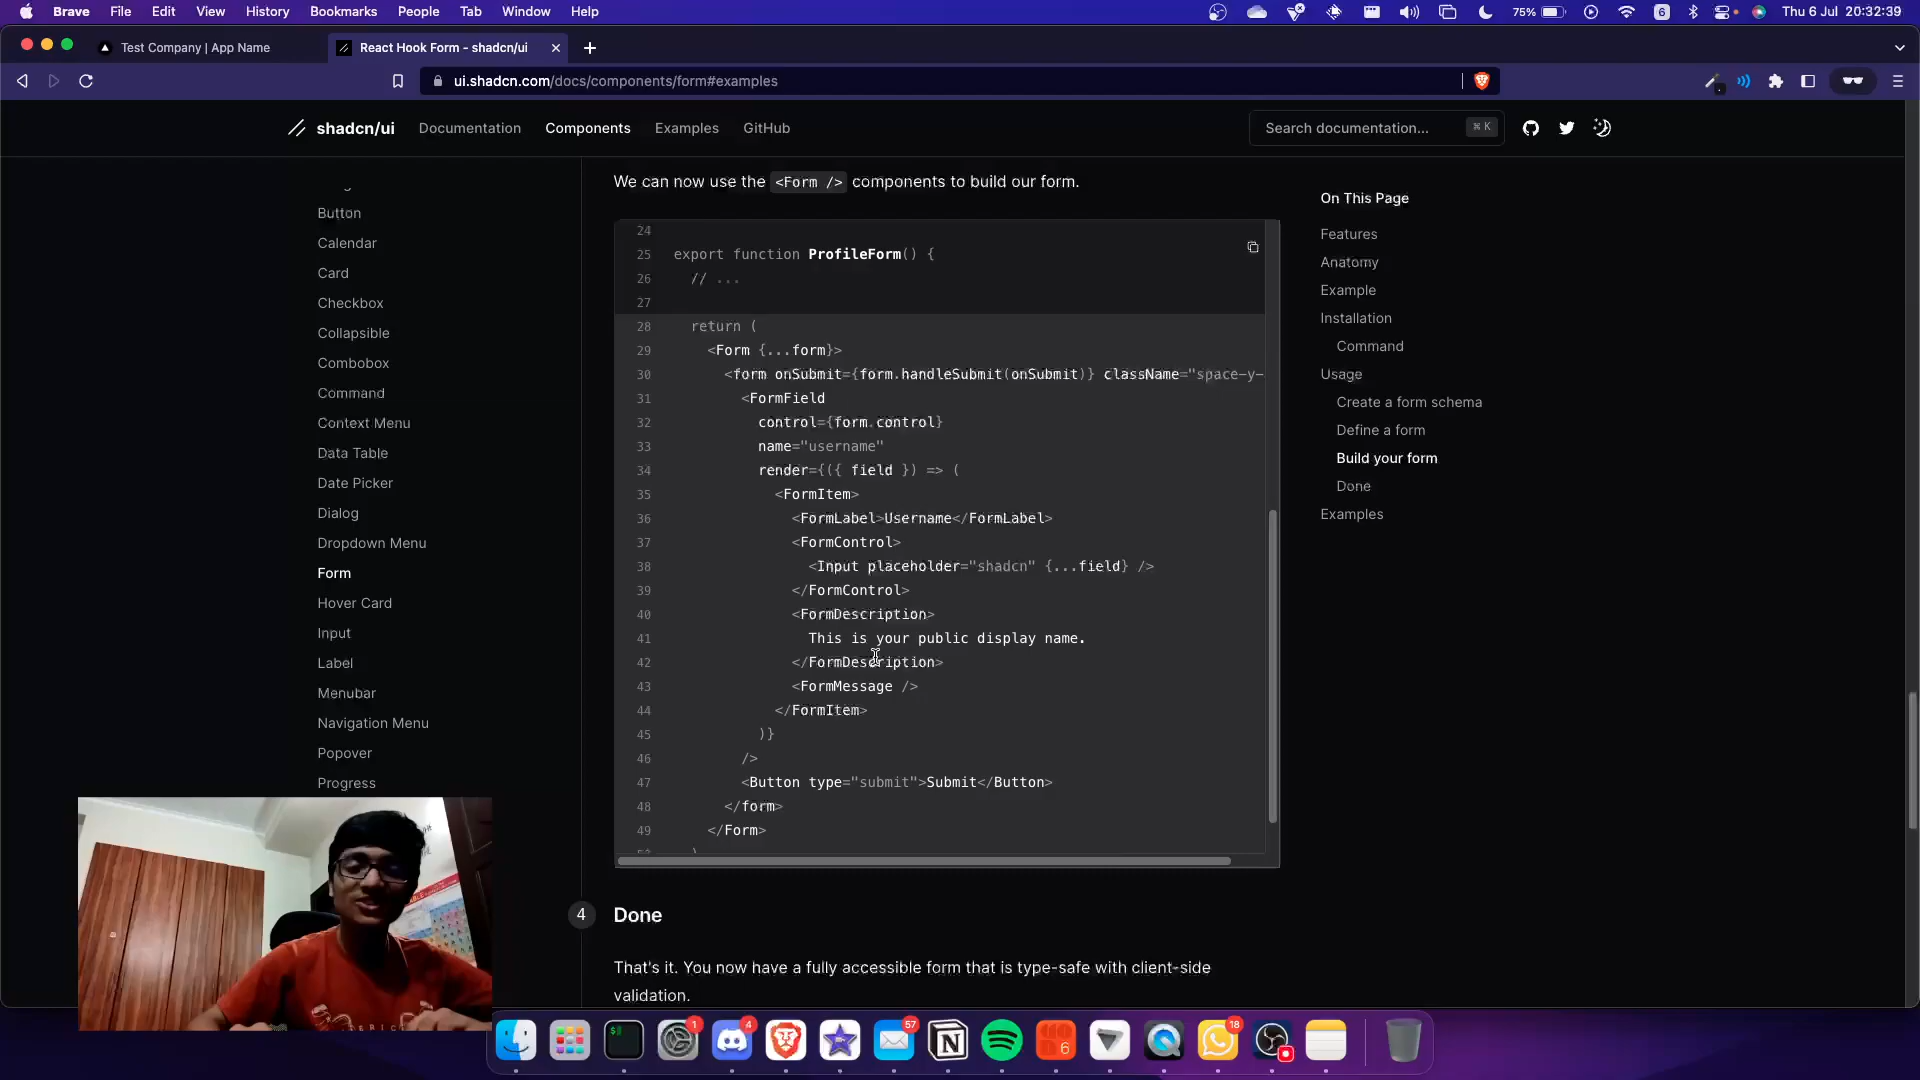 Brave File Edit View History Bookmarks People Tab Window Help 6 75% Thu 6 Jul 20:32:39
Test Company | App Name React Hook Form - shadcn/ui
ui.shadcn.com/docs/components/form#examples
shadcn/ui Documentation Components Examples GitHub Search documentation... ⌘ K
Button
Calendar
Card
Checkbox
Collapsible
Combobox
Command
Context Menu
Data Table
Date Picker
Dialog
Dropdown Menu
Form
Hover Card
Input
Label
Menubar
Navigation Menu
Popover
Progress
We can now use the <Form /> components to build our form.
24
25 export function ProfileForm() {
26 // ...
27
28 return (
29 <Form {...form}>
30 <form onSubmit={form.handleSubmit(onSubmit)} className="space-y-
31 <FormField
32 control={form.control}
33 name="username"
34 render={({ field }) => (
35 <FormItem>
36 <FormLabel>Username</FormLabel>
37 <FormControl>
38 <Input placeholder="shadcn" {...field} />
39 </FormControl>
40 <FormDescription>
41 This is your public display name.
42 </FormDescription>
43 <FormMessage />
44 </FormItem>
45 )}
46 />
47 <Button type="submit">Submit</Button>
48 </form>
49 </Form>
4 Done
That's it. You now have a fully accessible form that is type-safe with client-side
validation.
On This Page
Features
Anatomy
Example
Installation
Command
Usage
Create a form schema
Define a form
Build your form
Done
Examples
1 4 57 6 18